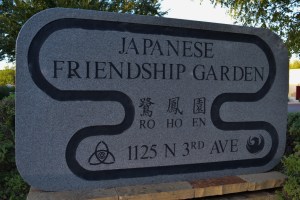 JAPANESE
FRIENDSHIP GARDEN
鷺鳳園
RO HO EN
1125 N 3RD AVE